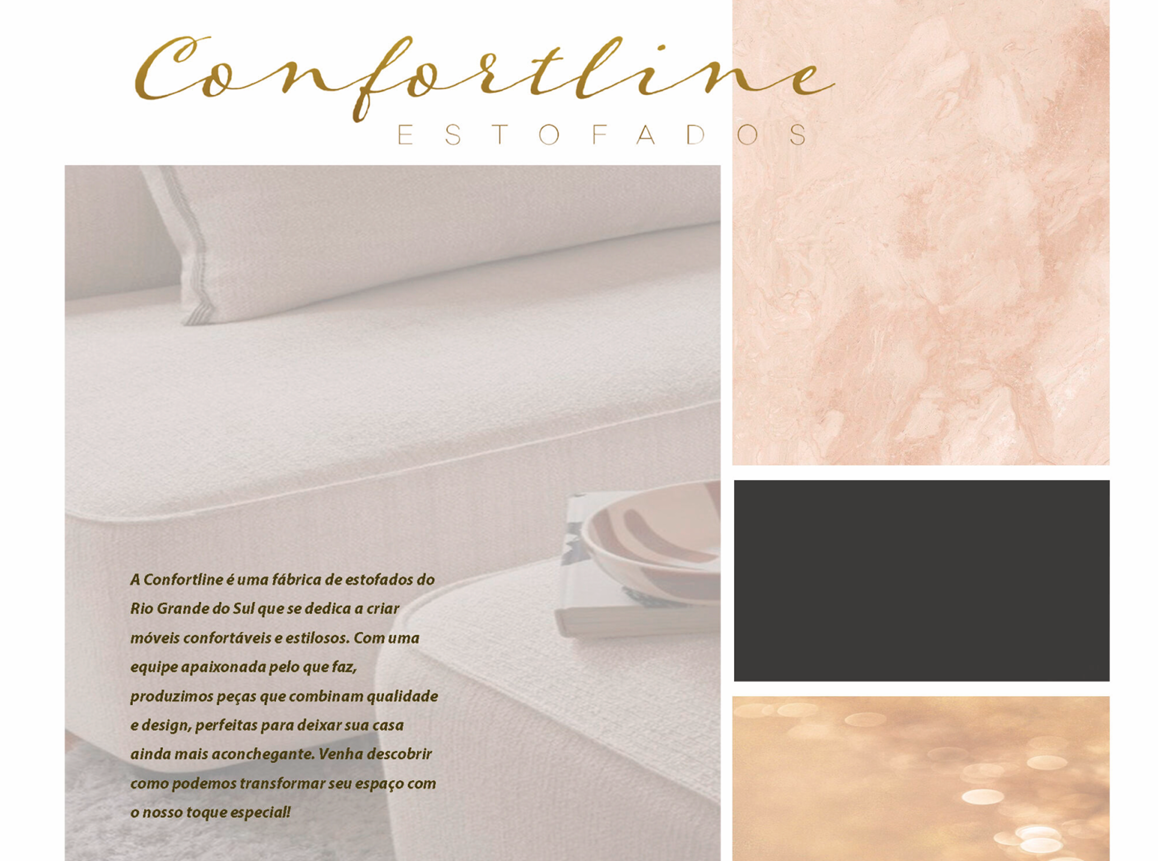 Confortline
ESTOFADOS
A Confortline é uma fábrica de estofados do
Rio Grande do Sul que se dedica a criar
móveis confortáveis e estilosos. Com uma
equipe apaixonada pelo que faz,
produzimos peças que combinam qualidade
e design, perfeitas para deixar sua casa
ainda mais aconchegante. Venha descobrir
como podemos transformar seu espaço com
o nosso toque especial!